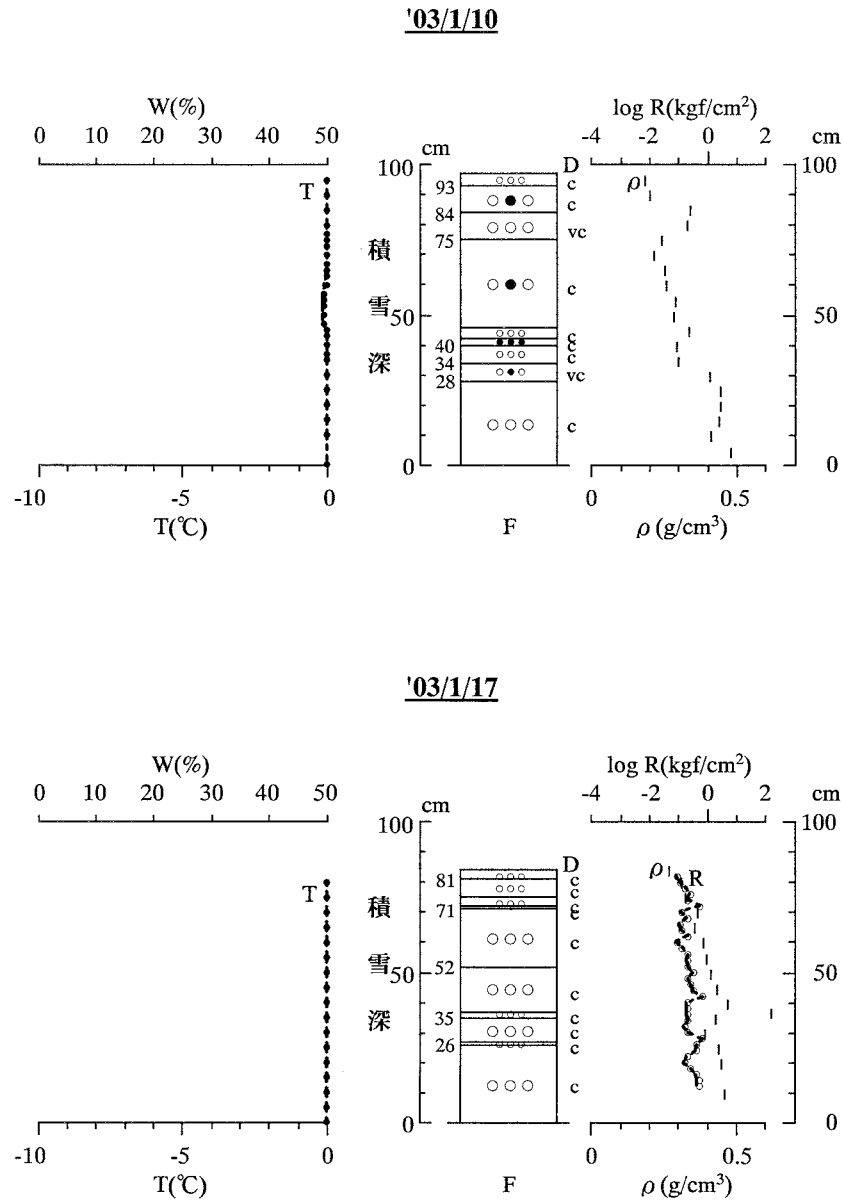 '03/1/10
W(%)
0 10 20 30 40 50
log R(kgf/cm²)
-4 -2 0 2
cm
cm
100
100
D
T
ρ
93
c
84
c
75
vc
積
雪
深
c
50
50
c
40
c
34
c
28
vc
c
0
0
-10 -5 0
T(℃)
F
0 0.5
ρ (g/cm³)
'03/1/17
W(%)
0 10 20 30 40 50
log R(kgf/cm²)
-4 -2 0 2
cm
cm
100
100
D
T
ρ
R
81
c
c
71
c
c
積
雪
深
c
52
50
50
c
35
c
c
26
c
c
0
0
-10 -5 0
T(℃)
F
0 0.5
ρ (g/cm³)